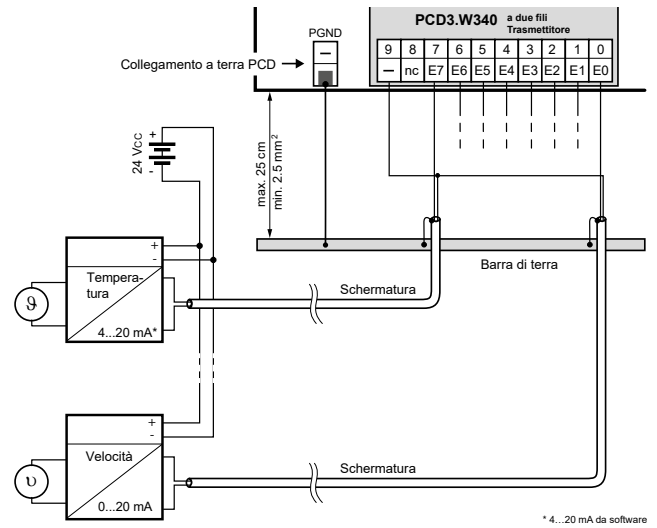 PCD3.W340 a due fili
Trasmettitore
PGND
9 8 7 6 5 4 3 2 1 0
– nc E7 E6 E5 E4 E3 E2 E1 E0
–
Collegamento a terra PCD
max. 25 cm
min. 2.5 mm²
24 Vcc
+
-
Barra di terra
+
-
Tempera-
tura
ϑ
4...20 mA*
Schermatura
+
-
Velocità
υ
0...20 mA
Schermatura
* 4...20 mA da software